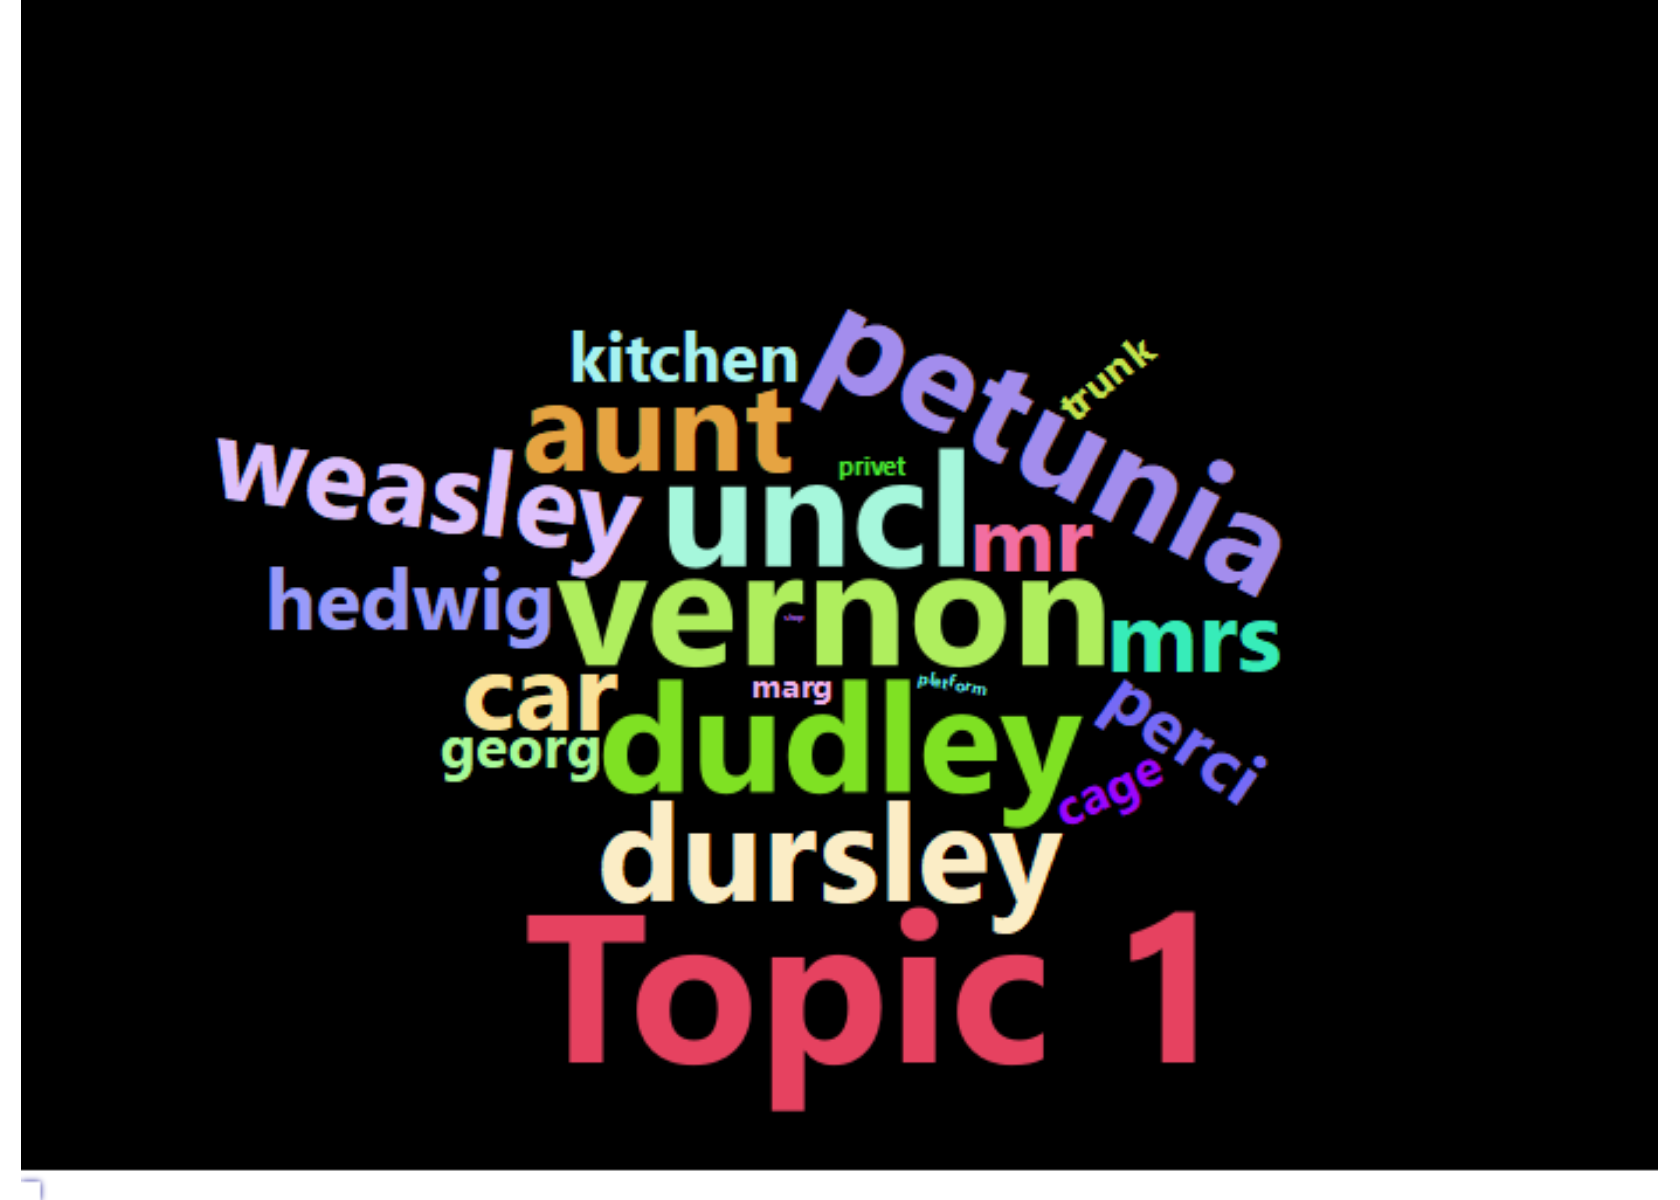 petunia
kitchen
trunk
aunt
weasley
privet
uncl
mr
hedwig
vernon
mrs
car
marg
platform
perci
georg
dudley
cage
dursley
Topic 1